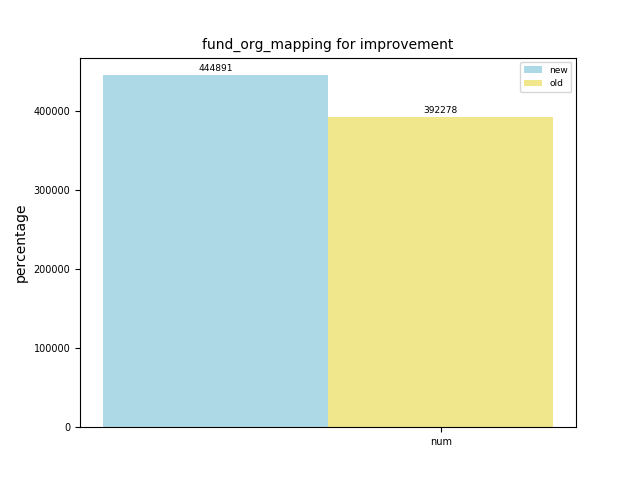 fund_org_mapping for improvement
444891
new
old
392278
400000
300000
200000
100000
0
percentage
num